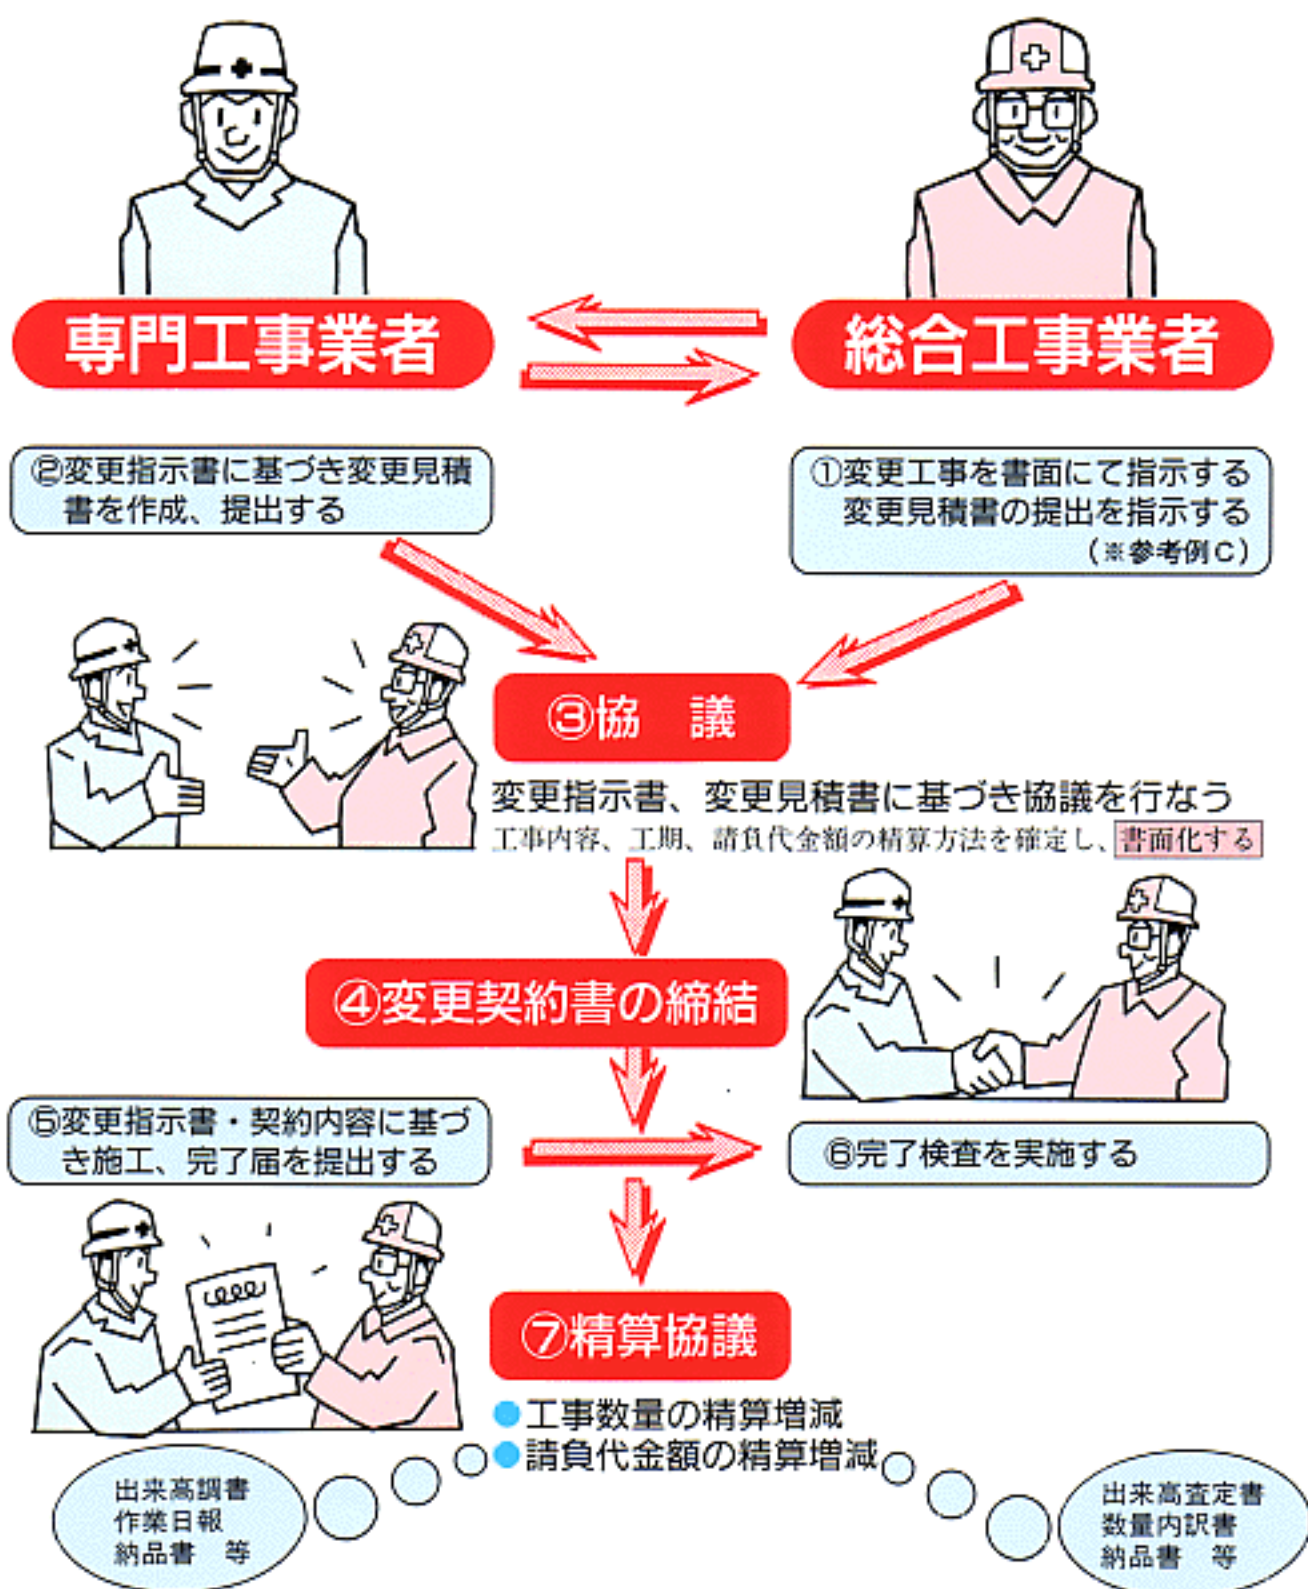 専門工事業者
総合工事業者
②変更指示書に基づき変更見積
書を作成、提出する
①変更工事を書面にて指示する
変更見積書の提出を指示する
(※参考例C)
③協 議
変更指示書、変更見積書に基づき協議を行なう
工事内容、工期、請負代金額の精算方法を確定し、書面化する
④変更契約書の締結
⑤変更指示書・契約内容に基づ
き施工、完了届を提出する
⑥完了検査を実施する
⑦精算協議
●工事数量の精算増減
●請負代金額の精算増減
出来高調書
作業日報
納品書 等
出来高査定書
数量内訳書
納品書 等